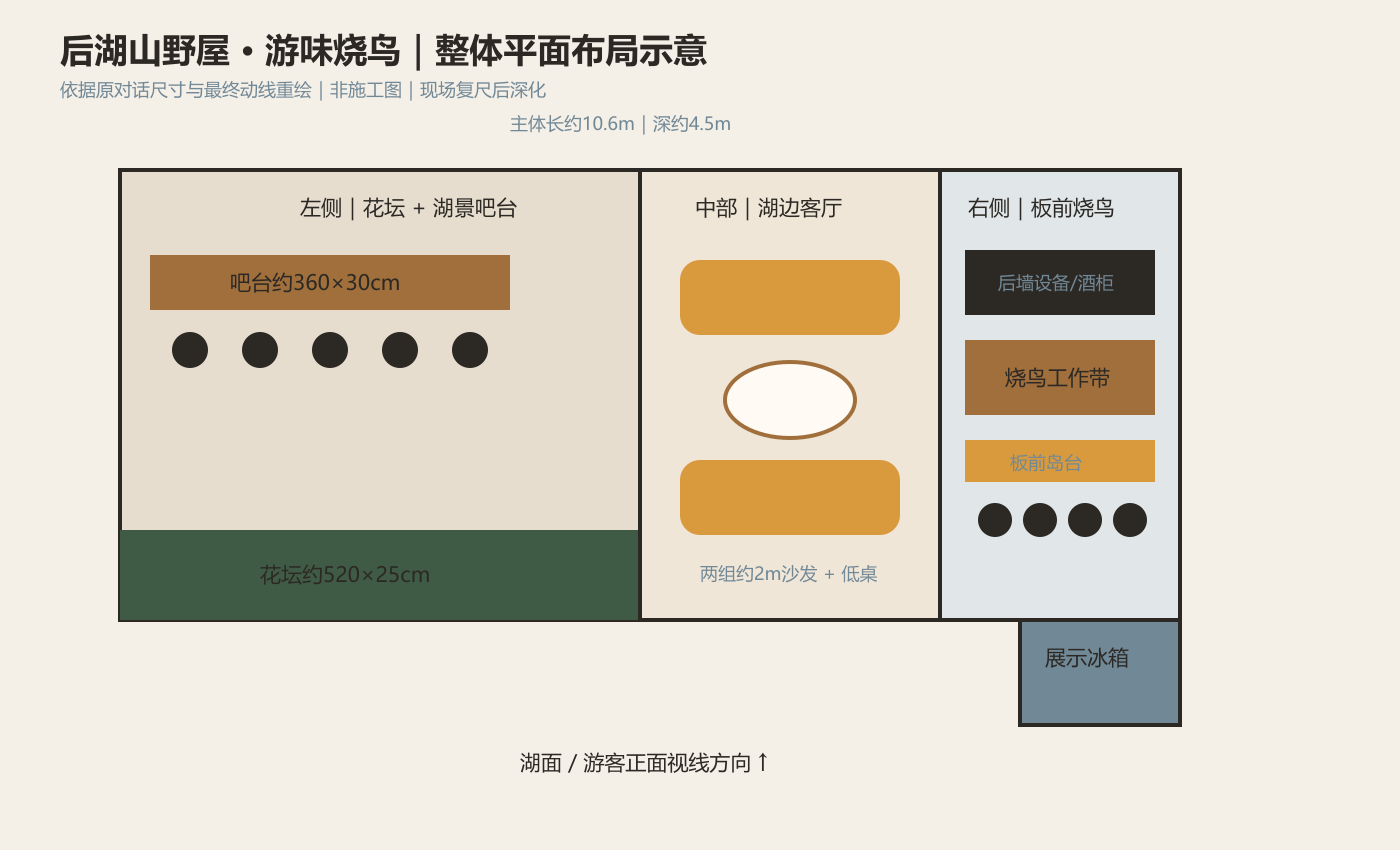 后湖山野屋 · 游味烧鸟｜整体平面布局示意
依据原对话尺寸与最终动线重绘｜非施工图｜现场复尺后深化
主体长约10.6m｜深约4.5m
左侧｜花坛 + 湖景吧台
中部｜湖边客厅
右侧｜板前烧鸟
吧台约360×30cm
后墙设备/酒柜
烧鸟工作带
板前岛台
花坛约520×25cm
两组约2m沙发 + 低桌
展示冰箱
湖面 / 游客正面视线方向 ↑